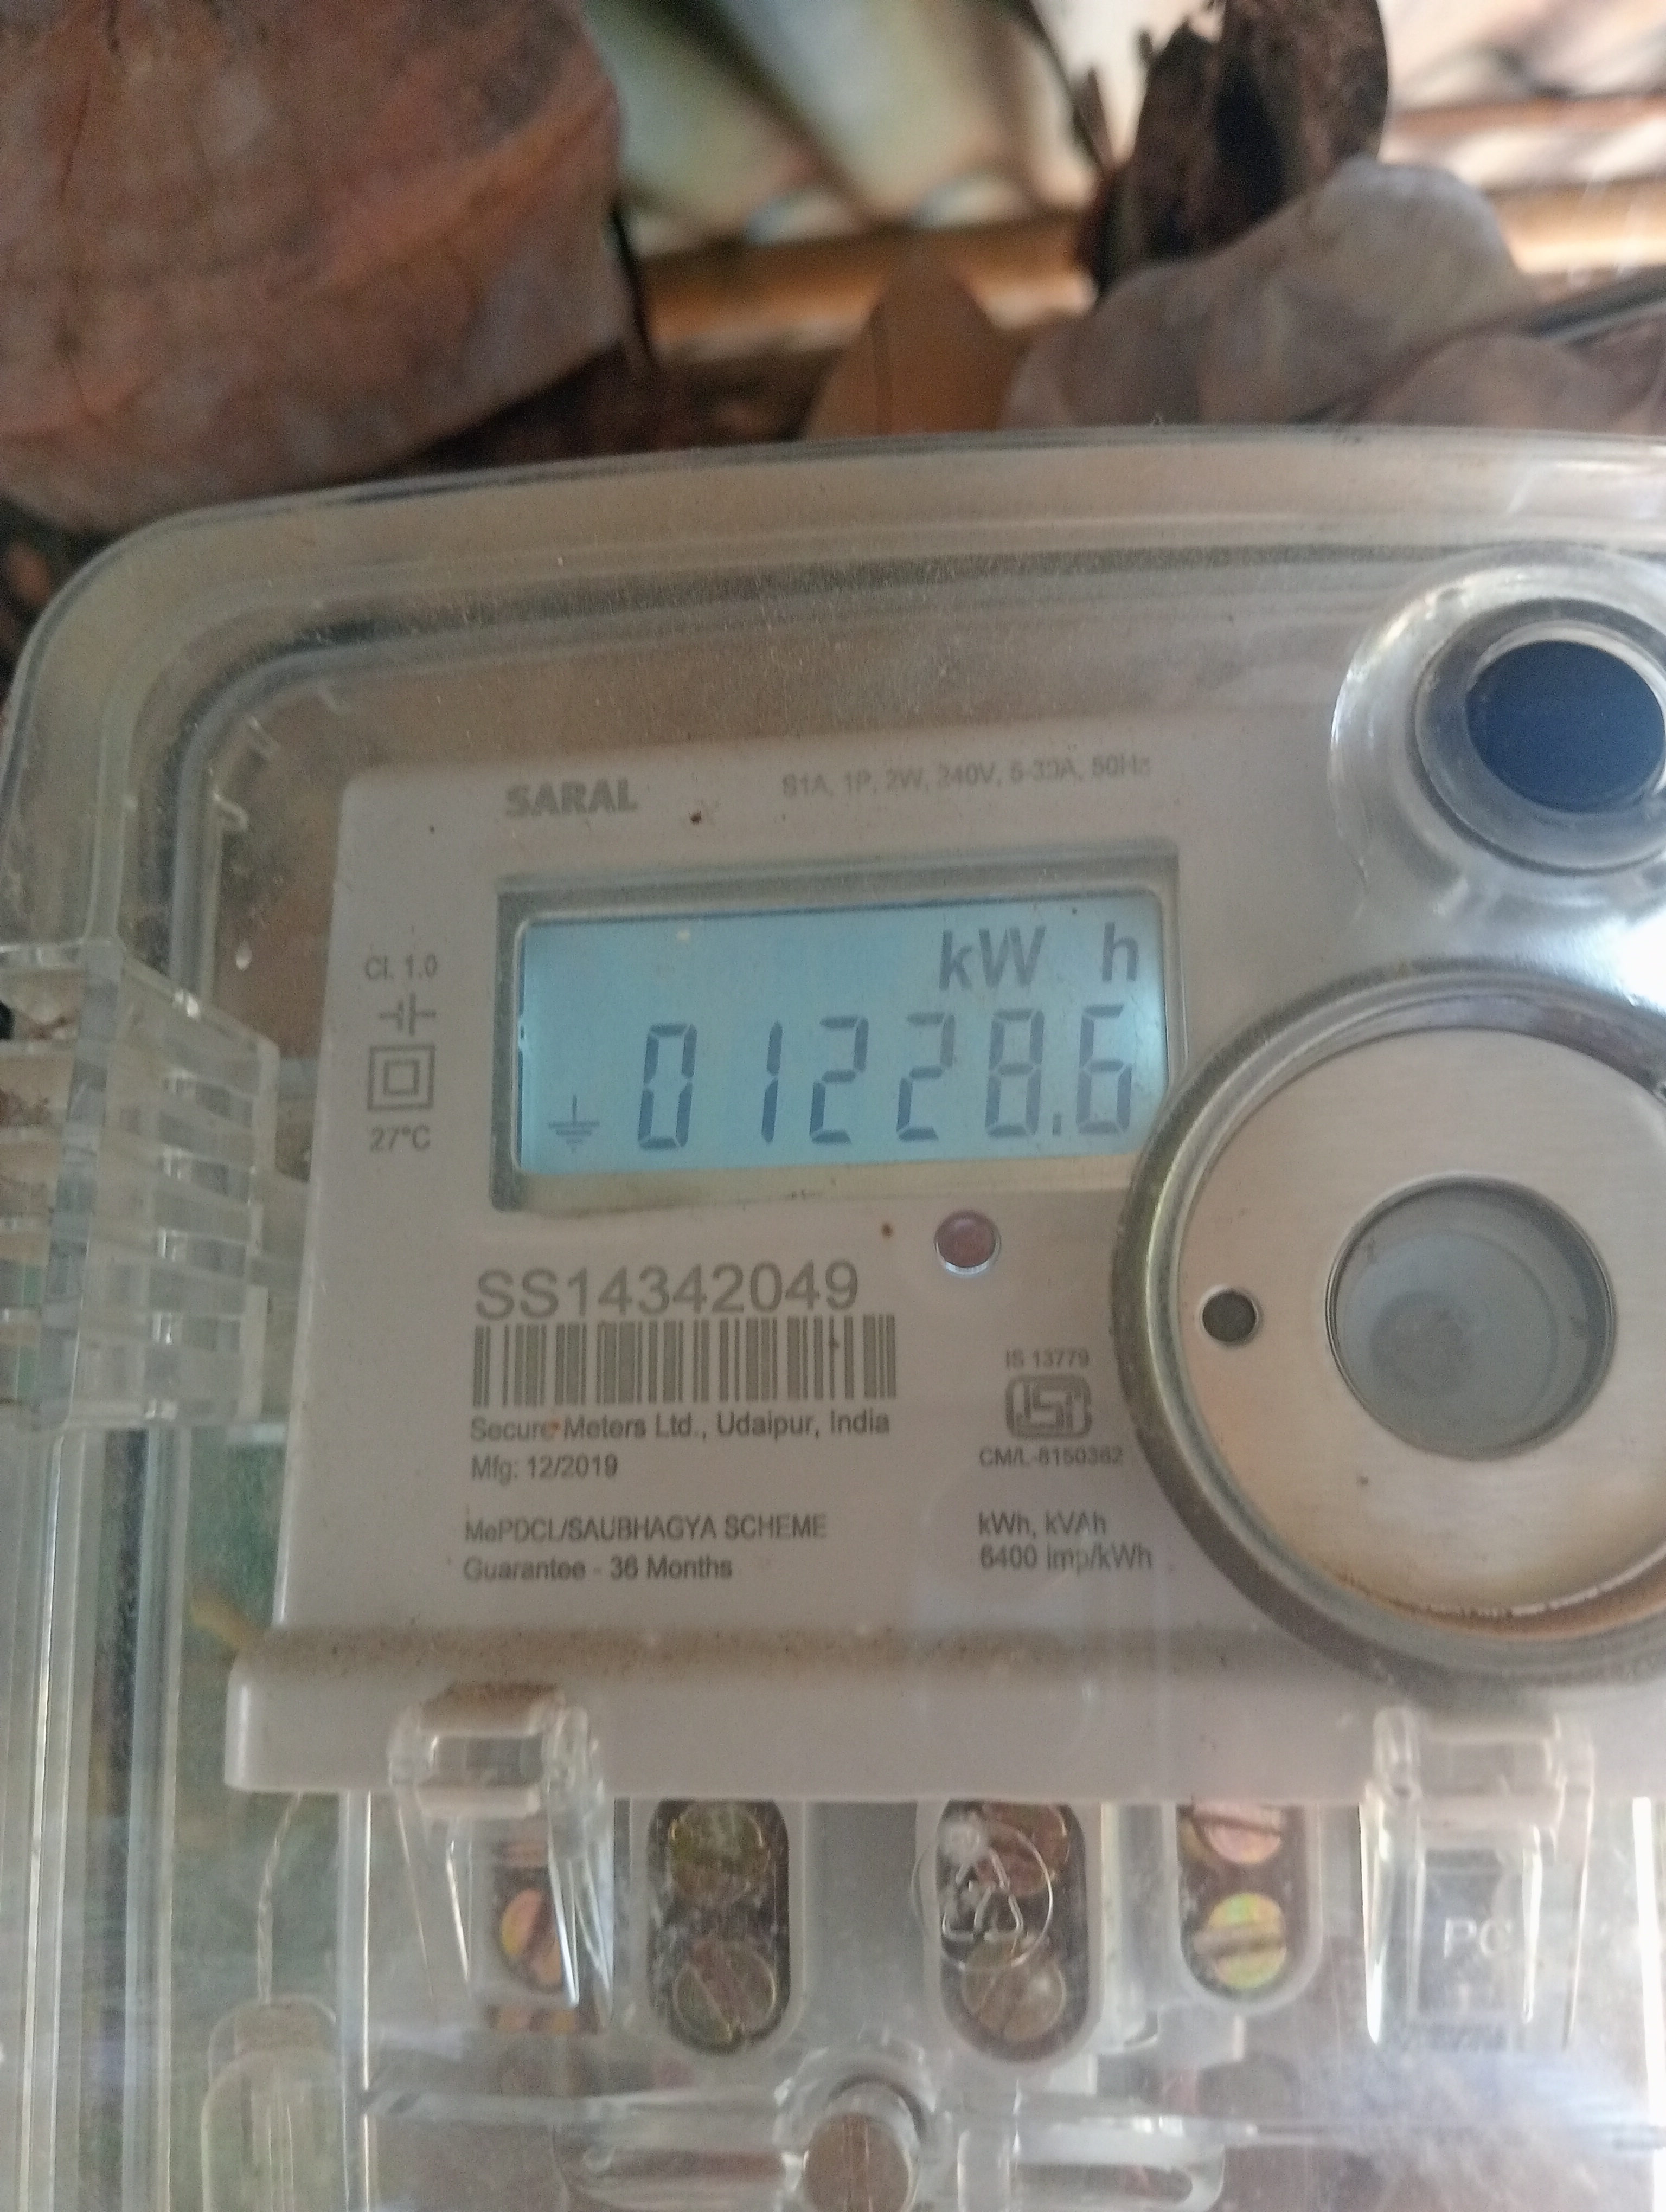 SARAL
S1A, 1P, 2W, 240V, 5-30A, 50Hz
kW h
01228.6
Cl. 1.0
27°C
SS14342049
Secure Meters Ltd., Udaipur, India
Mfg: 12/2019
IS 13779
ISI
CM/L-8150362
MePDCL/SAUBHAGYA SCHEME
Guarantee - 36 Months
kWh, kVAh
6400 imp/kWh
PC